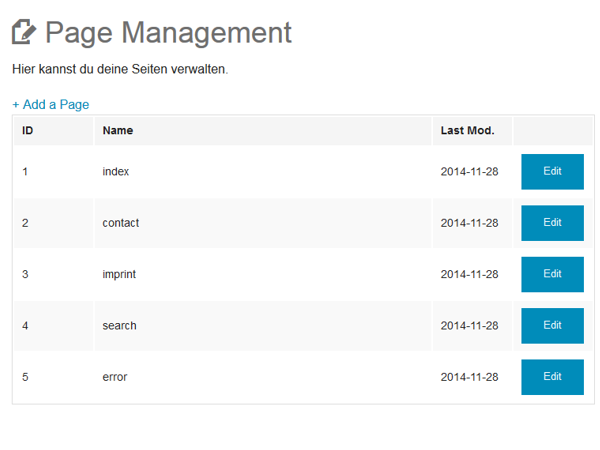 Page Management
Hier kannst du deine Seiten verwalten.
+ Add a Page
ID Name Last Mod.
1 index 2014-11-28 Edit
2 contact 2014-11-28 Edit
3 imprint 2014-11-28 Edit
4 search 2014-11-28 Edit
5 error 2014-11-28 Edit